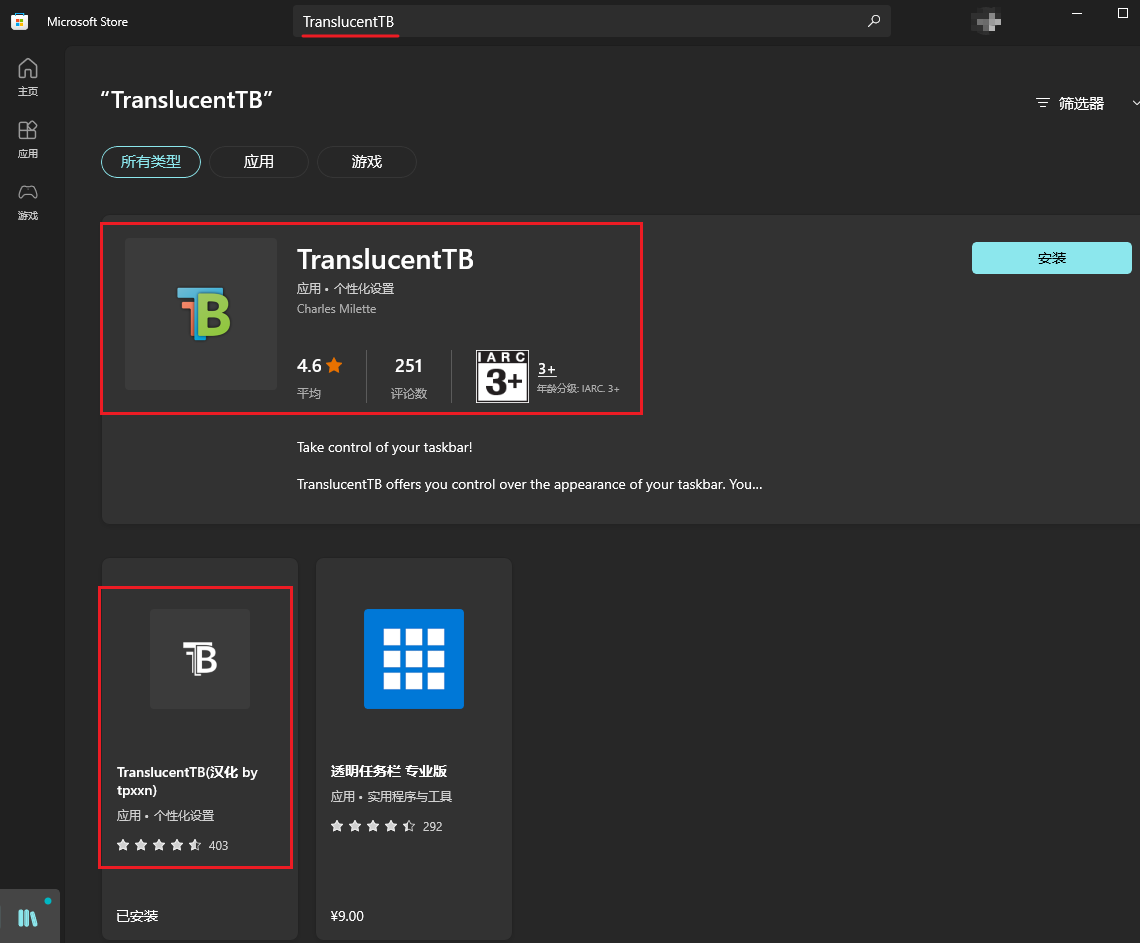 Microsoft Store
TranslucentTB
主页
应用
游戏
“TranslucentTB”
筛选器
所有类型
应用
游戏
TB
TranslucentTB
应用 • 个性化设置
Charles Milette
安装
4.6
平均
251
评论数
IARC
3+
3+
年龄分级: IARC. 3+
Take control of your taskbar!
TranslucentTB offers you control over the appearance of your taskbar. You...
TB
TranslucentTB(汉化 by
tpxxn)
应用 • 个性化设置
403
已安装
透明任务栏 专业版
应用 • 实用程序与工具
292
¥9.00